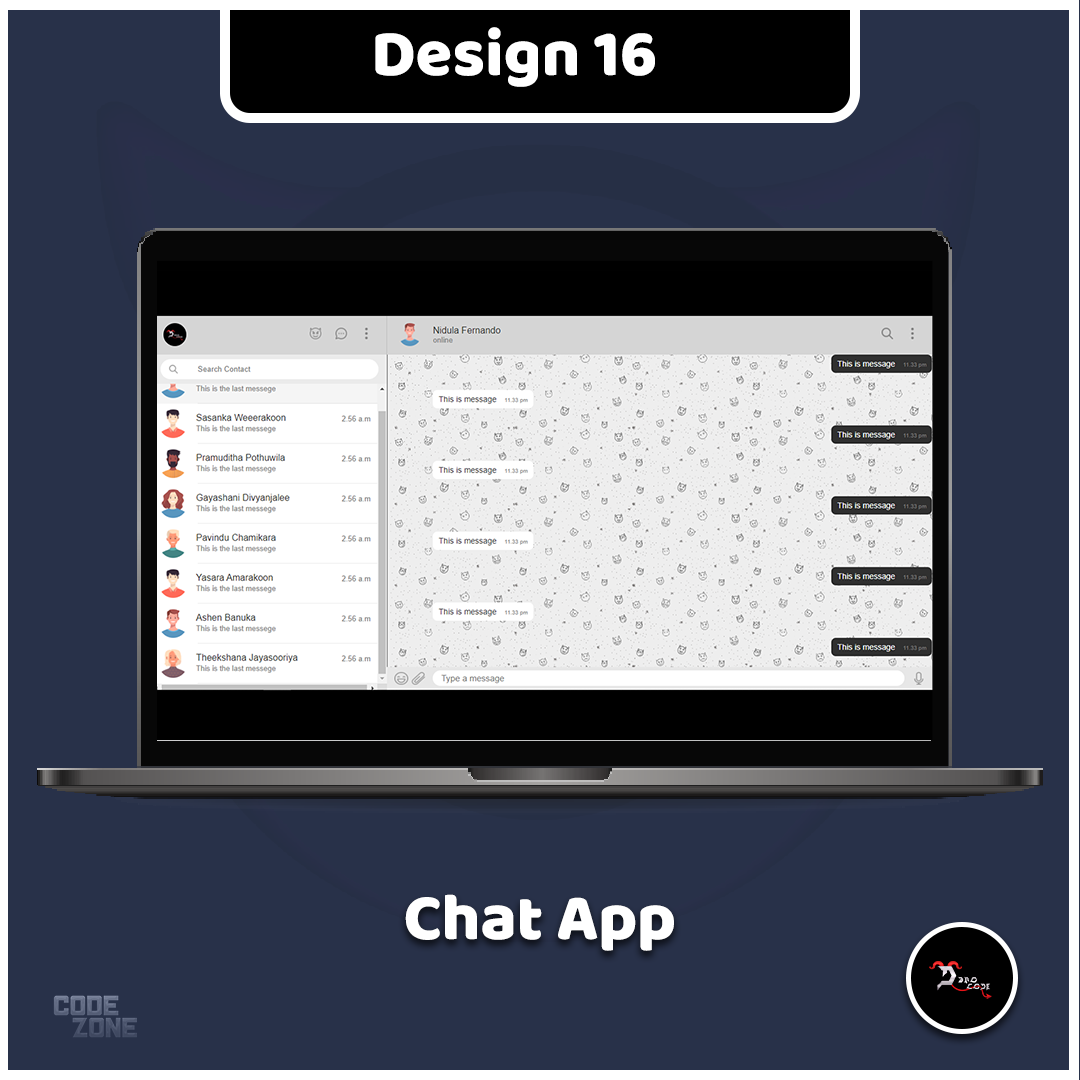 Design 16
Nidula Fernando
online
Search Contact
This is the last messege
Sasanka Weeerakoon 2:56 a.m
This is the last messege
Pramuditha Pothuwila 2:56 a.m
This is the last messege
Gayashani Divyanjalee 2:56 a.m
This is the last messege
Pavindu Chamikara 2:56 a.m
This is the last messege
Yasara Amarakoon 2:56 a.m
This is the last messege
Ashen Banuka 2:56 a.m
This is the last messege
Theekshana Jayasooriya 2:56 a.m
This is the last messege
This is message 11.33 pm
This is message 11.33 pm
This is message 11.33 pm
This is message 11.33 pm
This is message 11.33 pm
This is message 11.33 pm
This is message 11.33 pm
This is message 11.33 pm
This is message 11.33 pm
Type a message
Chat App
CODE
ZONE